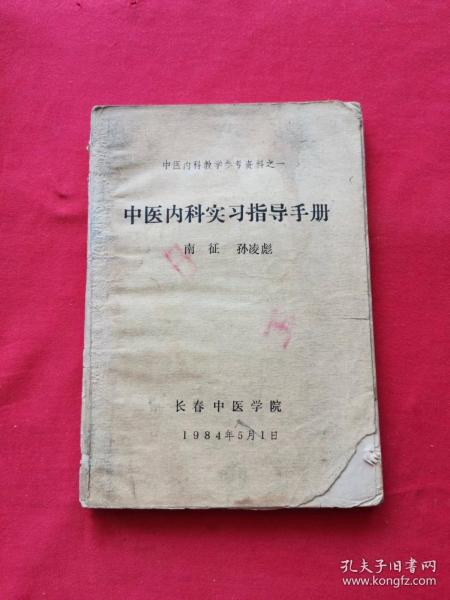 中医内科教学参考资料之一
中医内科实习指导手册
南征 孙凌彪
长春中医学院
1984年5月1日
孔夫子旧书网
www.kongfz.com